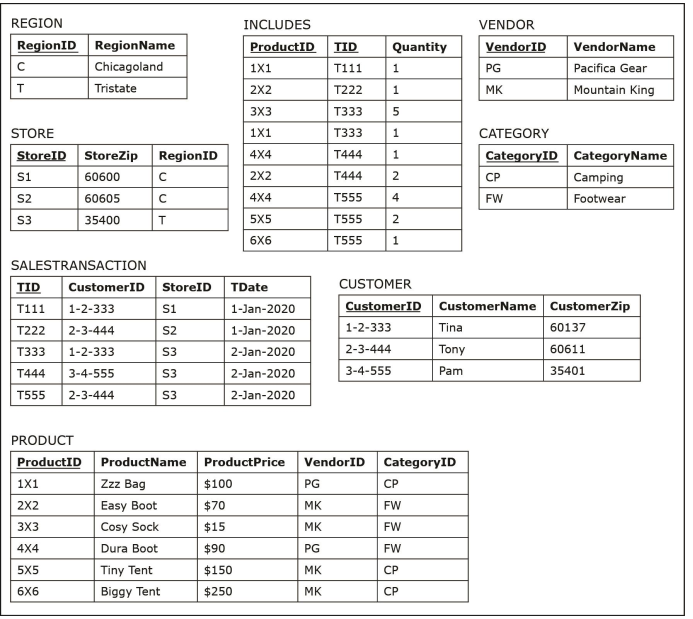 REGION
RegionID RegionName
C Chicagoland
T Tristate
INCLUDES
ProductID TID Quantity
1X1 T111 1
2X2 T222 1
3X3 T333 5
1X1 T333 1
4X4 T444 1
2X2 T444 2
4X4 T555 4
5X5 T555 2
6X6 T555 1
VENDOR
VendorID VendorName
PG Pacifica Gear
MK Mountain King
STORE
StoreID StoreZip RegionID
S1 60600 C
S2 60605 C
S3 35400 T
CATEGORY
CategoryID CategoryName
CP Camping
FW Footwear
SALESTRANSACTION
TID CustomerID StoreID TDate
T111 1-2-333 S1 1-Jan-2020
T222 2-3-444 S2 1-Jan-2020
T333 1-2-333 S3 2-Jan-2020
T444 3-4-555 S3 2-Jan-2020
T555 2-3-444 S3 2-Jan-2020
CUSTOMER
CustomerID CustomerName CustomerZip
1-2-333 Tina 60137
2-3-444 Tony 60611
3-4-555 Pam 35401
PRODUCT
ProductID ProductName ProductPrice VendorID CategoryID
1X1 Zzz Bag $100 PG CP
2X2 Easy Boot $70 MK FW
3X3 Cosy Sock $15 MK FW
4X4 Dura Boot $90 PG FW
5X5 Tiny Tent $150 MK CP
6X6 Biggy Tent $250 MK CP